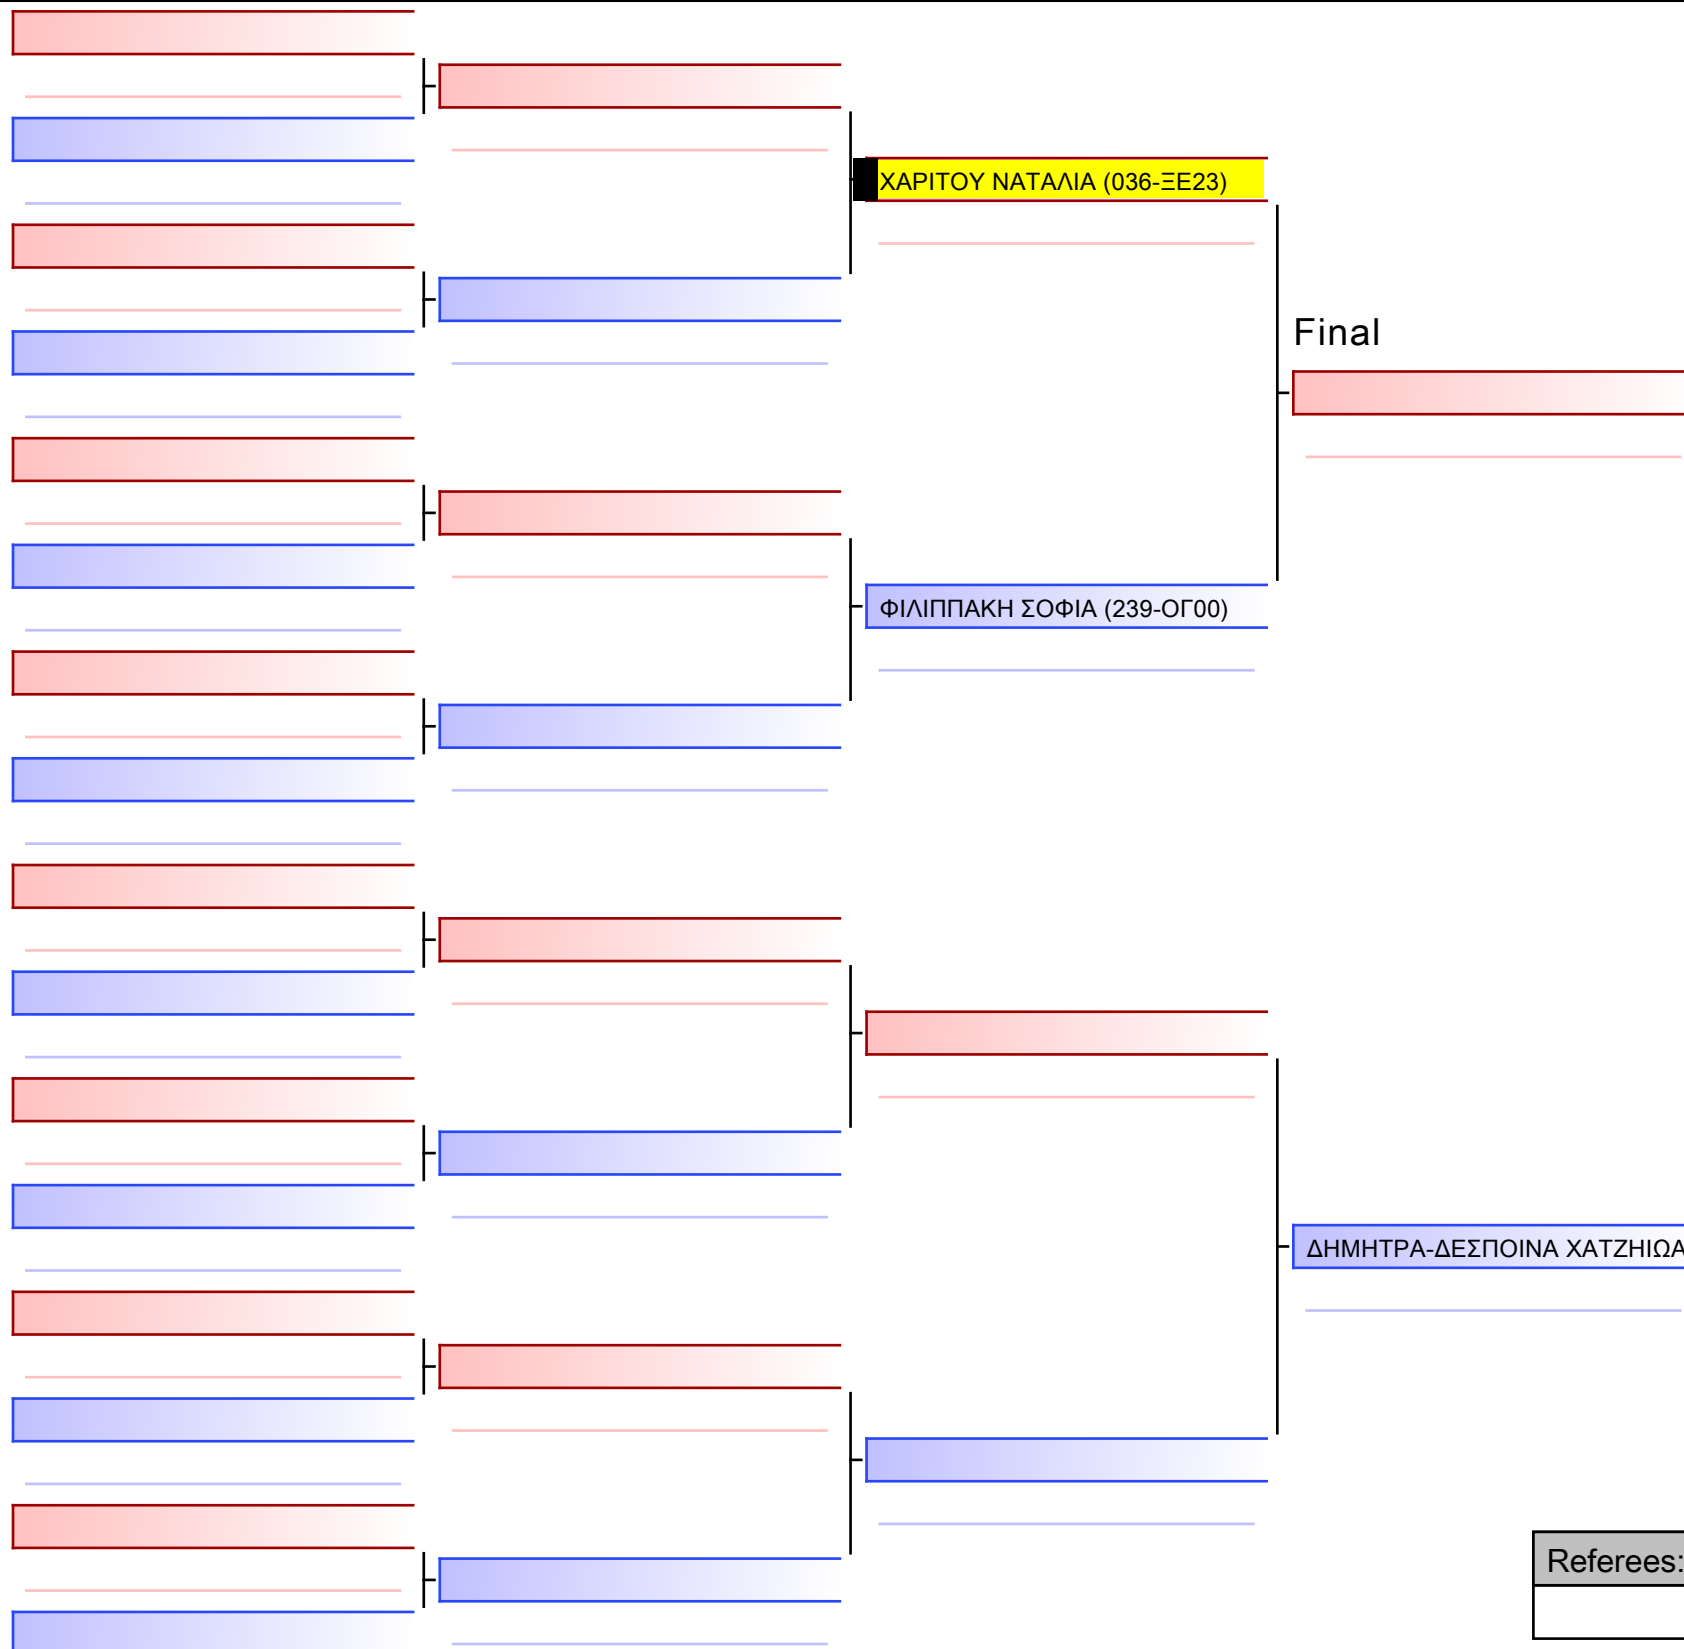 ΧΑΡΙΤΟΥ ΝΑΤΑΛΙΑ (036-ΞΕ23)
Final
ΦΙΛΙΠΠΑΚΗ ΣΟΦΙΑ (239-ΟΓ00)
ΔΗΜΗΤΡΑ-ΔΕΣΠΟΙΝΑ ΧΑΤΖΗΙΩΑ
Referees: